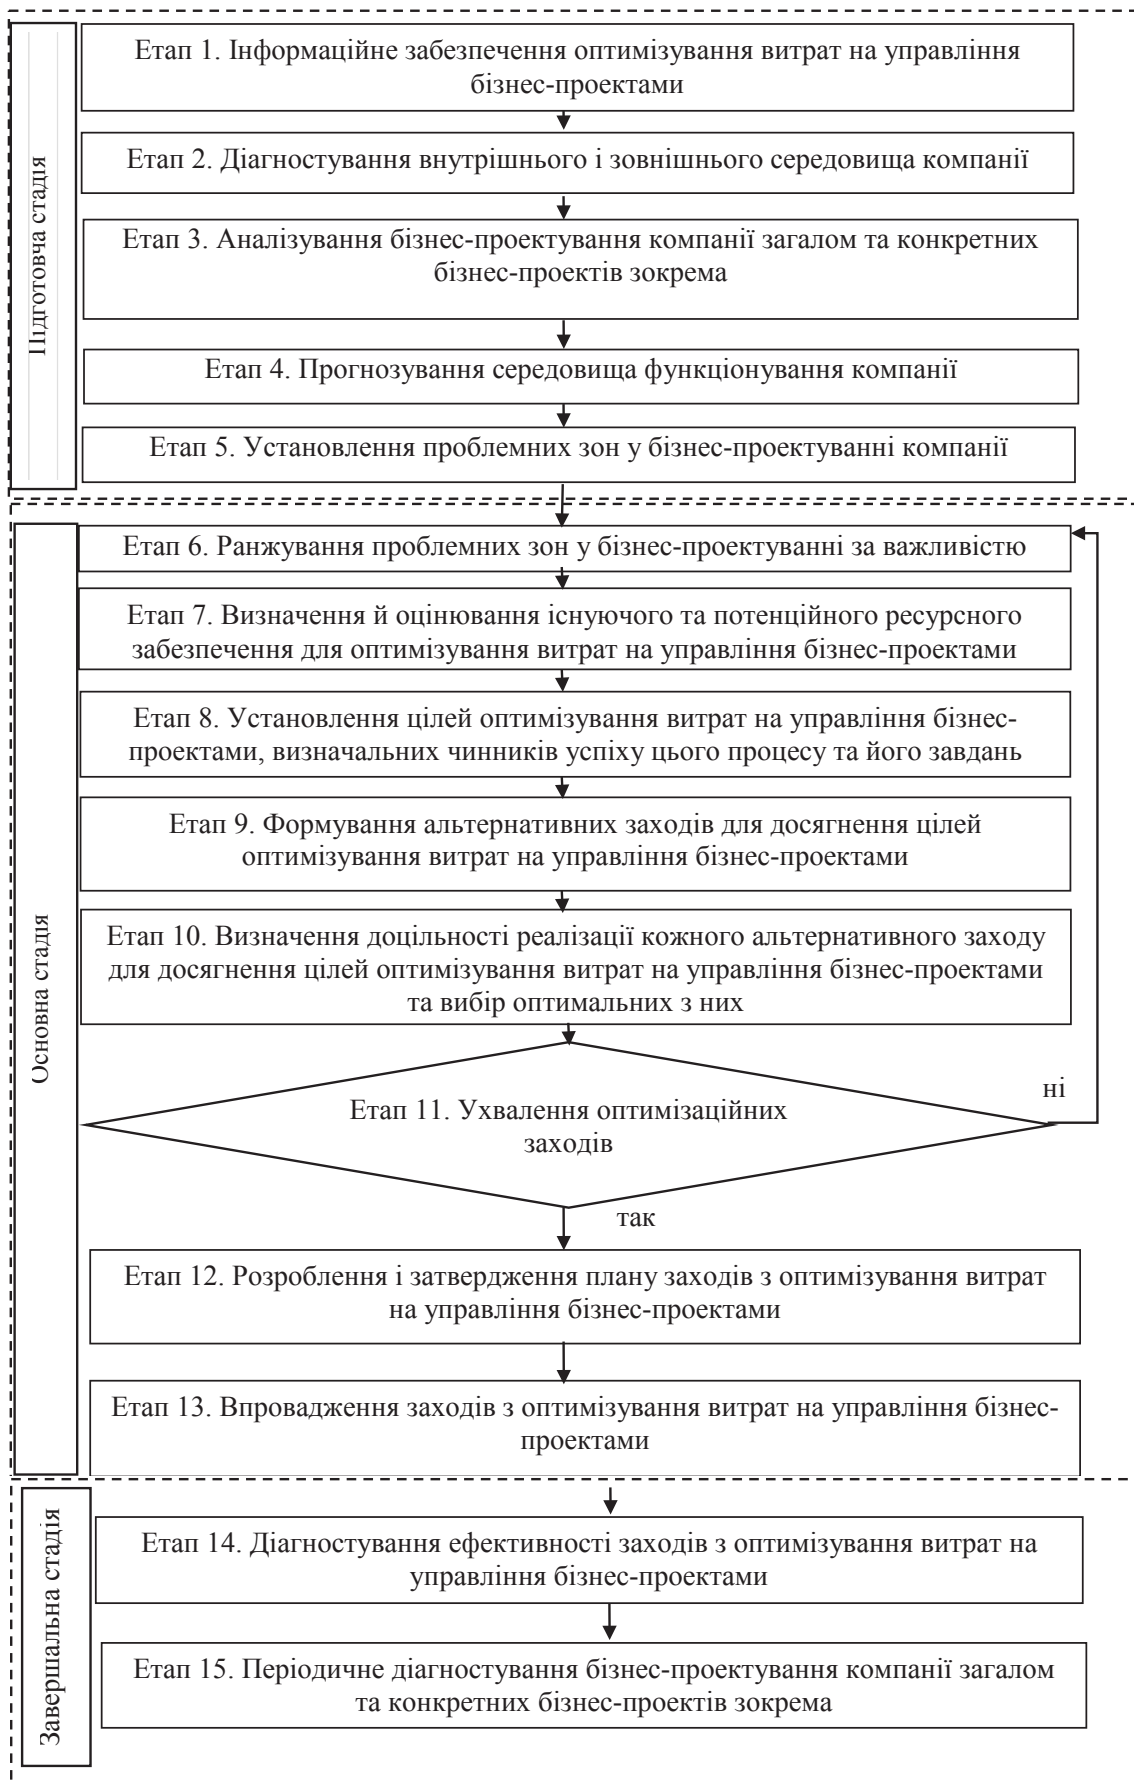 Підготовча стадія
Етап 1. Інформаційне забезпечення оптимізування витрат на управління
бізнес-проектами
Етап 2. Діагностування внутрішнього і зовнішнього середовища компанії
Етап 3. Аналізування бізнес-проектування компанії загалом та конкретних
бізнес-проектів зокрема
Етап 4. Прогнозування середовища функціонування компанії
Етап 5. Установлення проблемних зон у бізнес-проектуванні компанії
Основна стадія
Етап 6. Ранжування проблемних зон у бізнес-проектуванні за важливістю
Етап 7. Визначення й оцінювання існуючого та потенційного ресурсного
забезпечення для оптимізування витрат на управління бізнес-проектами
Етап 8. Установлення цілей оптимізування витрат на управління бізнес-
проектами, визначальних чинників успіху цього процесу та його завдань
Етап 9. Формування альтернативних заходів для досягнення цілей
оптимізування витрат на управління бізнес-проектами
Етап 10. Визначення доцільності реалізації кожного альтернативного заходу
для досягнення цілей оптимізування витрат на управління бізнес-проектами
та вибір оптимальних з них
ні
Етап 11. Ухвалення оптимізаційних
заходів
так
Етап 12. Розроблення і затвердження плану заходів з оптимізування витрат
на управління бізнес-проектами
Етап 13. Впровадження заходів з оптимізування витрат на управління бізнес-
проектами
Завершальна стадія
Етап 14. Діагностування ефективності заходів з оптимізування витрат на
управління бізнес-проектами
Етап 15. Періодичне діагностування бізнес-проектування компанії загалом
та конкретних бізнес-проектів зокрема